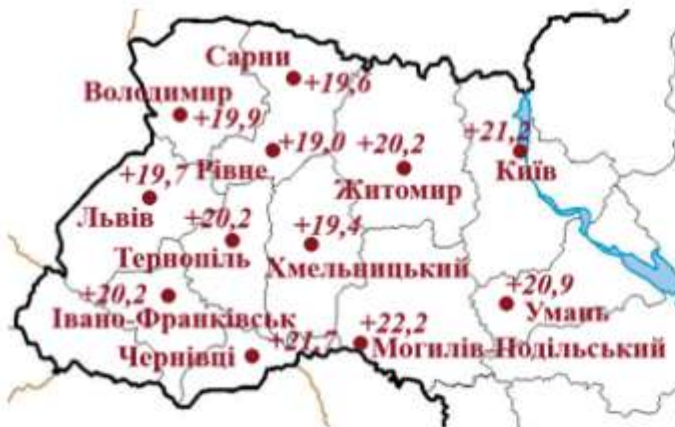 Сарни
+19,6
Володимир
+19,9
+19,0
Рівне
+20,2
Житомир
+21,2
Київ
+19,7
Львів
+20,2
Тернопіль
+19,4
Хмельницький
+20,2
Івано-Франківськ
+20,9
Умань
+21,7
Чернівці
+22,2
Могилів-Подільський